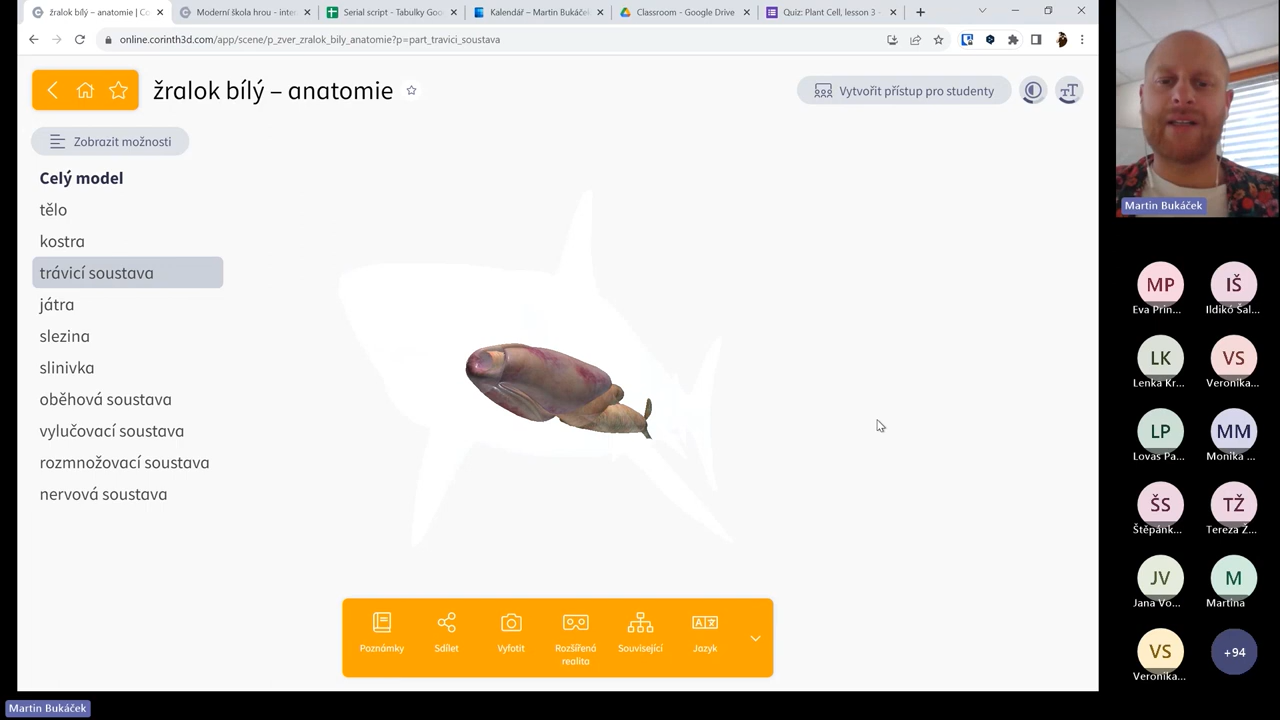 žralok bílý – anatomie | Co
Moderní škola hrou - inte
Serial script - Tabulky Goo
Kalendář – Martin Bukáče
Classroom - Google Drive
Quiz: Plant Cell, lesson 3 -
online.corinth3d.com/app/scene/p_zver_zralok_bily_anatomie?p=part_travici_soustava
žralok bílý – anatomie
Vytvořit přístup pro studenty
TT
Zobrazit možnosti
Celý model
tělo
kostra
trávicí soustava
játra
slezina
slinivka
oběhová soustava
vylučovací soustava
rozmnožovací soustava
nervová soustava
Poznámky
Sdílet
Vyfotit
Rozšířená
realita
Související
Jazyk
Martin Bukáček
MP
Eva Prin...
IŠ
Ildikó Šal...
LK
Lenka Kr...
VS
Veronika...
LP
Lovas Pa...
MM
Monika ...
ŠS
Štěpánk...
TŽ
Tereza Ž...
JV
Jana Vo...
M
Martina
VS
Veronika...
+94
Martin Bukáček